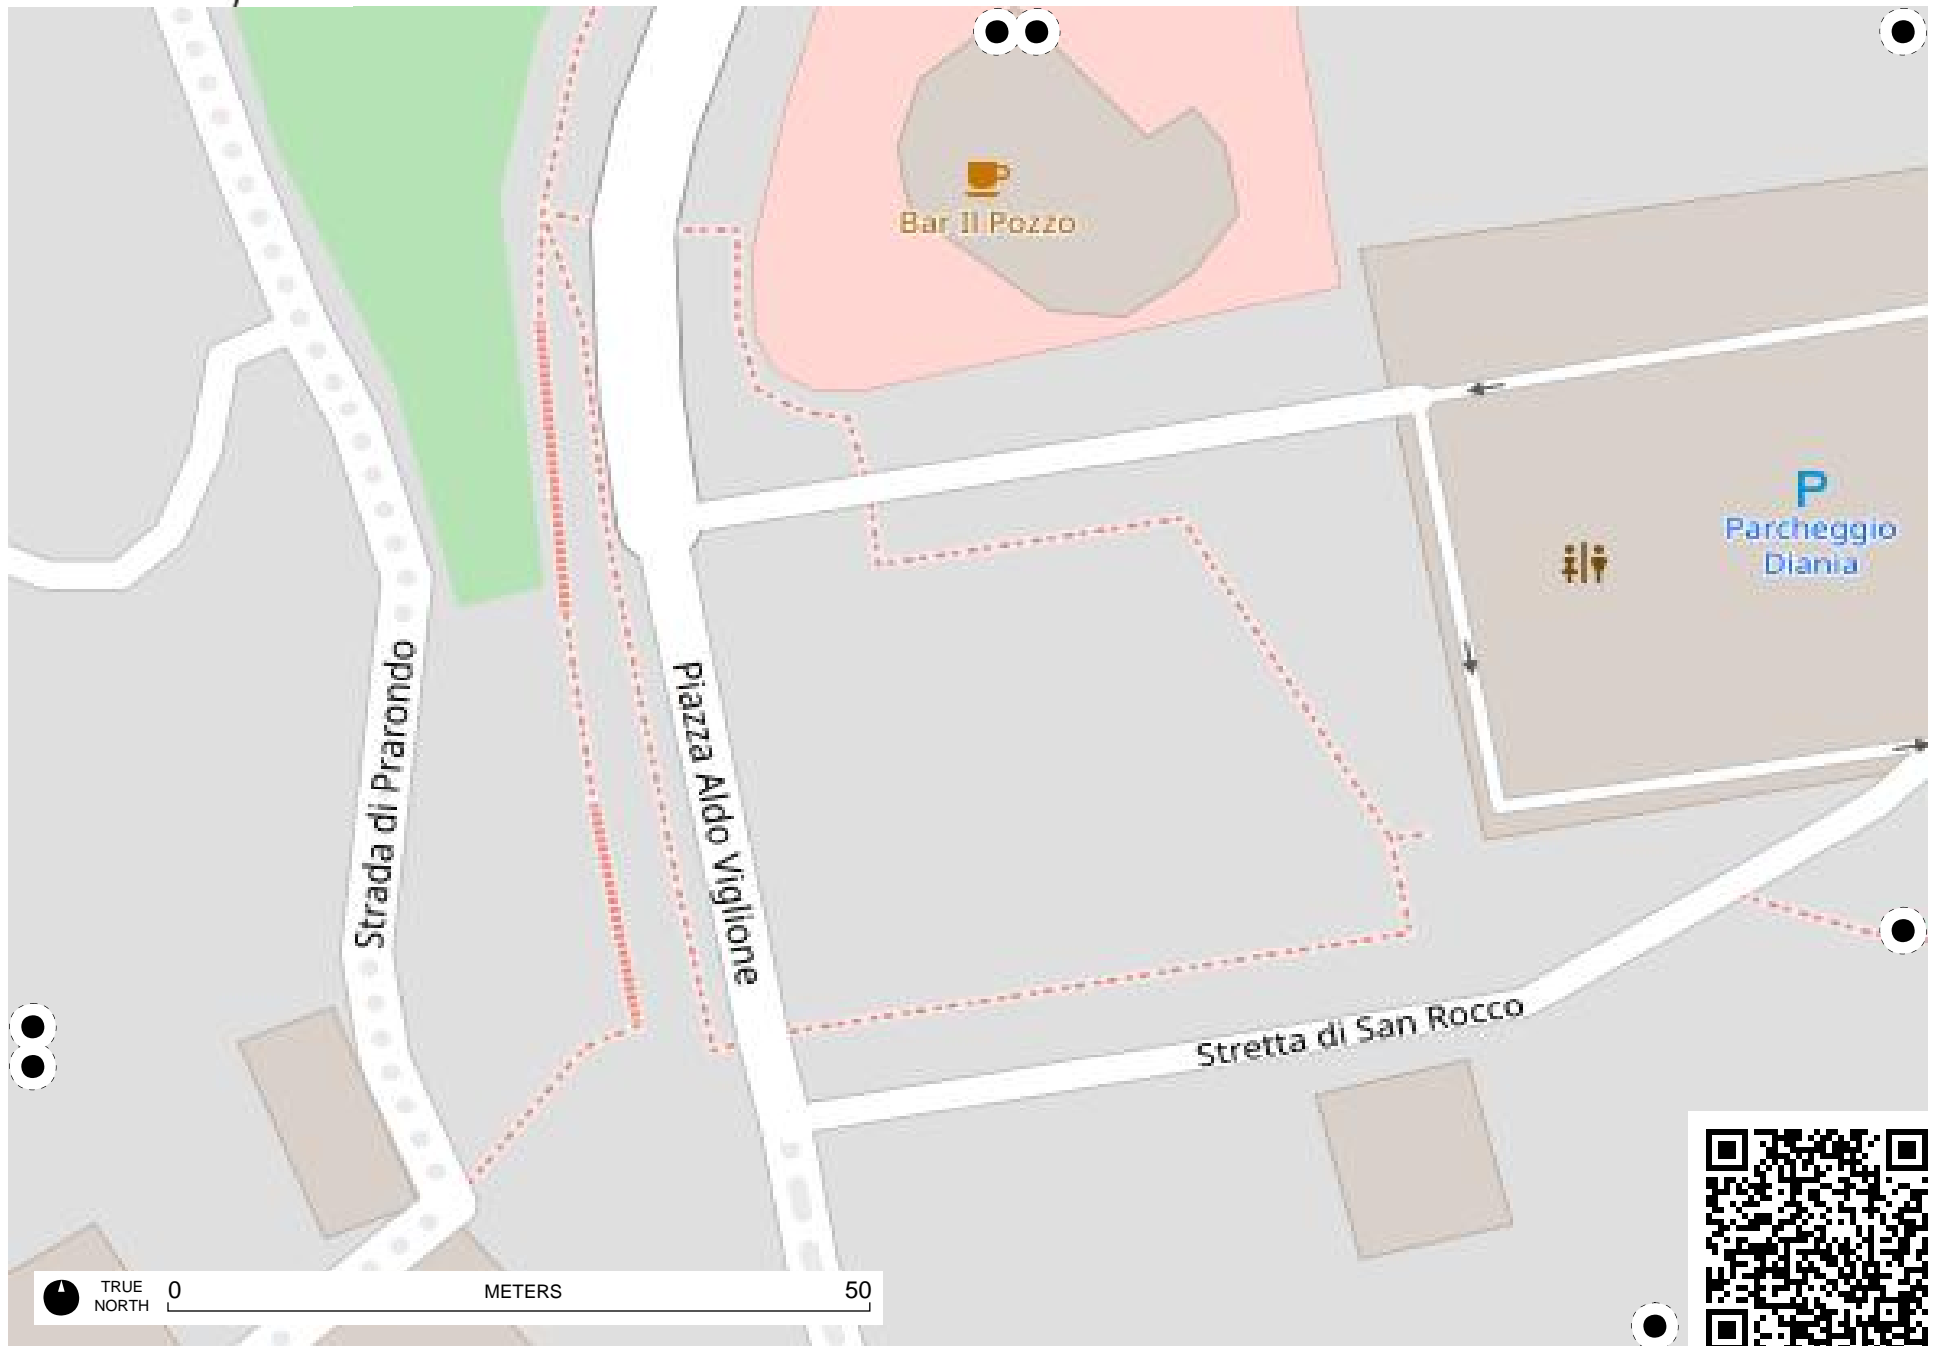 Bar Il Pozzo
P
Parcheggio
Diania
Strada di Prarondo
Piazza Aldo Viglione
Stretta di San Rocco
TRUE
NORTH
0
METERS
50